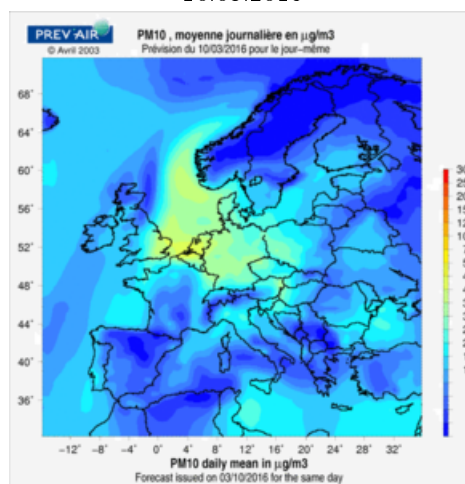 PREV'AIR
© Avril 2003
PM10 , moyenne journalière en µg/m3
Prévision du 10/03/2016 pour le jour-même
68°
64°
60°
56°
52°
48°
44°
40°
36°
−12° −8° −4° 0° 4° 8° 12° 16° 20° 24° 28° 32°
PM10 daily mean in µg/m3
Forecast issued on 03/10/2016 for the same day